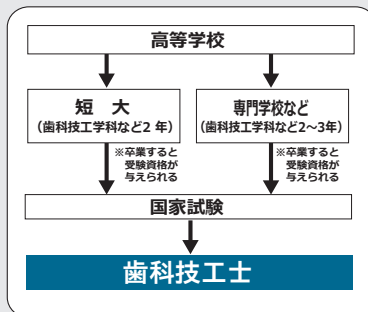 高等学校
短 大
（歯科技工学科など2 年）
専門学校など
（歯科技工学科など2～3年）
※卒業すると
受験資格が
与えられる
※卒業すると
受験資格が
与えられる
国家試験
歯科技工士